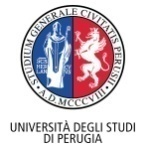 STUDIUM GENERALE CIVITATIS PERUSII
A.D. MCCCVIII
UNIVERSITÀ DEGLI STUDI
DI PERUGIA